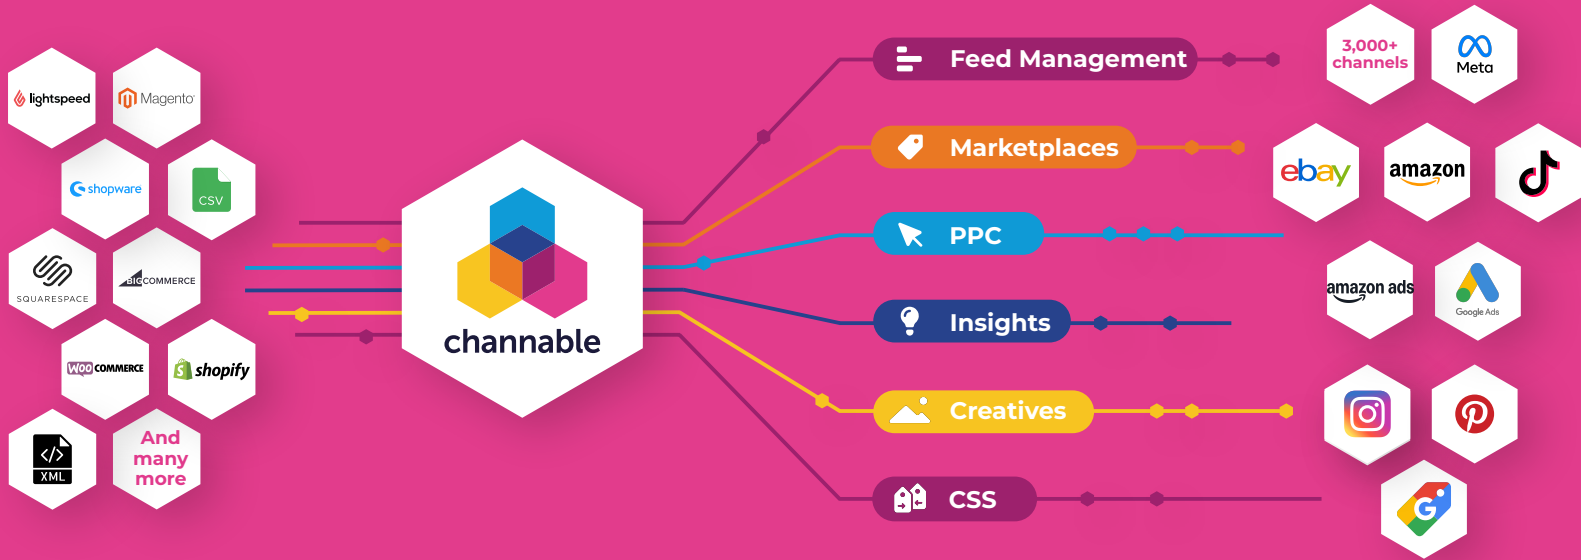 lightspeed
Magento
shopware
CSV
SQUARESPACE
BIGCOMMERCE
WOO COMMERCE
shopify
XML
And
many
more
channable
Feed Management
Marketplaces
PPC
Insights
Creatives
CSS
3,000+
channels
Meta
ebay
amazon
amazon ads
Google Ads
G